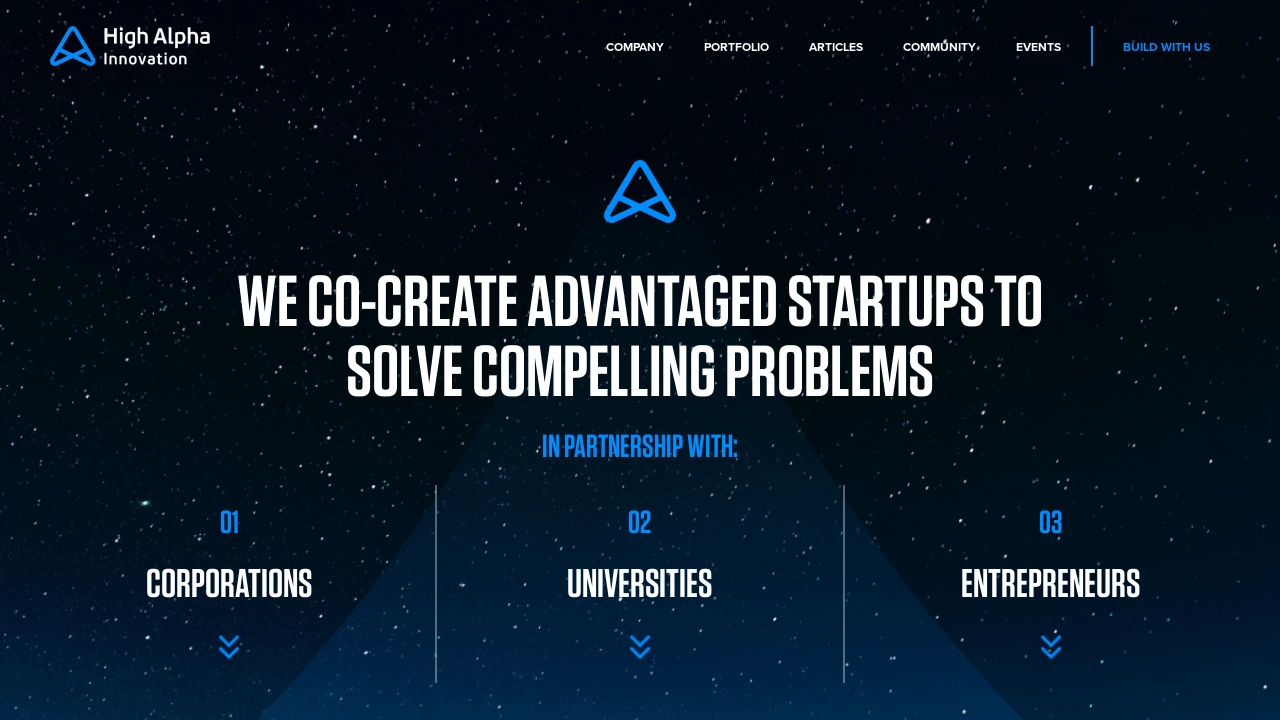 High Alpha
Innovation
COMPANY
PORTFOLIO
ARTICLES
COMMUNITY
EVENTS
BUILD WITH US
WE CO-CREATE ADVANTAGED STARTUPS TO
SOLVE COMPELLING PROBLEMS
IN PARTNERSHIP WITH:
01
CORPORATIONS
02
UNIVERSITIES
03
ENTREPRENEURS